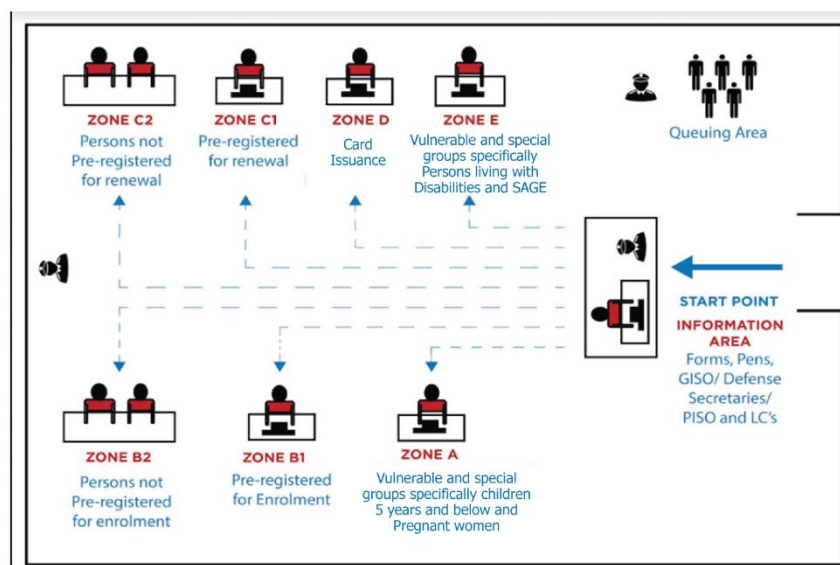 ZONE C2
Persons not
Pre-registered
for renewal
ZONE C1
Pre-registered
for renewal
ZONE D
Card
Issuance
ZONE E
Vulnerable and special
groups specifically
Persons living with
Disabilities and SAGE
Queuing Area
START POINT
INFORMATION
AREA
Forms, Pens,
GISO/ Defense
Secretaries/
PISO and LC's
ZONE B2
Persons not
Pre-registered
for enrolment
ZONE B1
Pre-registered
for Enrolment
ZONE A
Vulnerable and special
groups specifically children
5 years and below and
Pregnant women